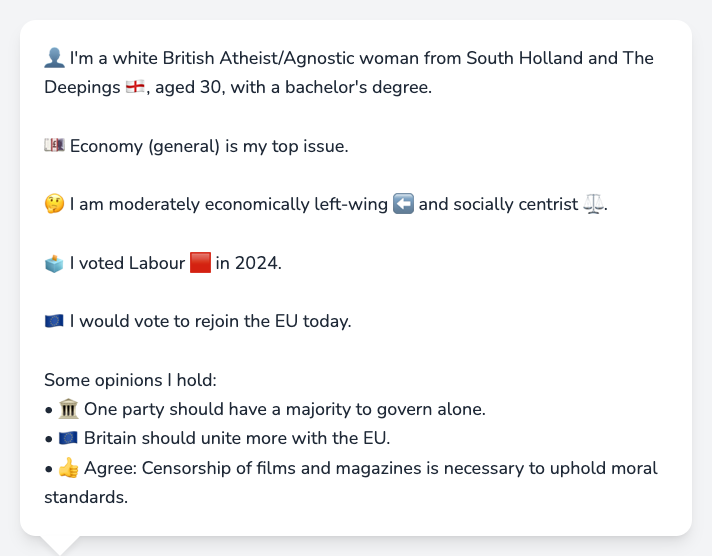 👤 I'm a white British Atheist/Agnostic woman from South Holland and The
Deepings 🏴󠁧󠁢󠁥󠁮󠁧󠁿, aged 30, with a bachelor's degree.
💷 Economy (general) is my top issue.
🤔 I am moderately economically left-wing ⬅️ and socially centrist ⚖️.
🗳️ I voted Labour 🟥 in 2024.
🇪🇺 I would vote to rejoin the EU today.
Some opinions I hold:
• 🏛️ One party should have a majority to govern alone.
• 🇪🇺 Britain should unite more with the EU.
• 👍 Agree: Censorship of films and magazines is necessary to uphold moral
standards.